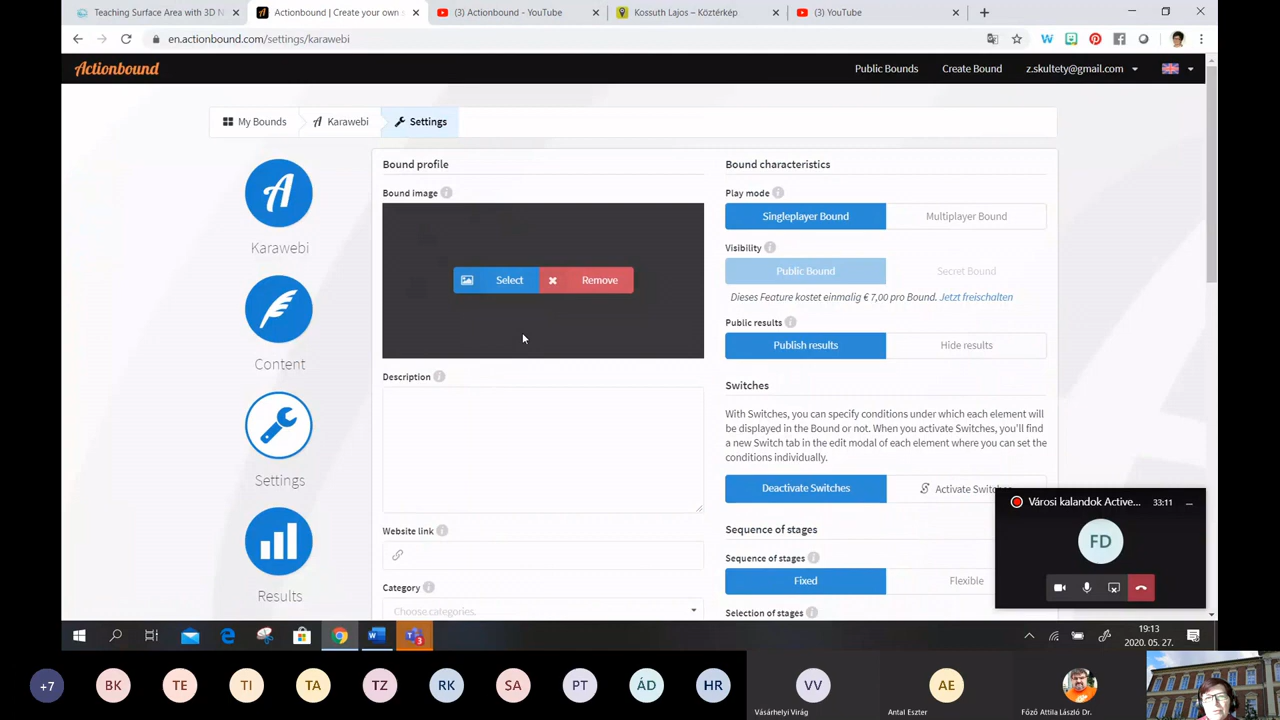 Teaching Surface Area with 3D N
Actionbound | Create your own s
(3) Actionbound - YouTube
Kossuth Lajos – Köztérkép
(3) YouTube
en.actionbound.com/settings/karawebi
Actionbound
Public Bounds
Create Bound
z.skultety@gmail.com
My Bounds
Karawebi
Settings
Karawebi
Content
Settings
Results
Bound profile
Bound image
Select
Remove
Description
Website link
Category
Choose categories.
Bound characteristics
Play mode
Singleplayer Bound
Multiplayer Bound
Visibility
Public Bound
Secret Bound
Dieses Feature kostet einmalig € 7,00 pro Bound. Jetzt freischalten
Public results
Publish results
Hide results
Switches
With Switches, you can specify conditions under which each element will
be displayed in the Bound or not. When you activate Switches, you'll find
a new Switch tab in the edit modal of each element where you can set the
conditions individually.
Deactivate Switches
Activate Switches
Sequence of stages
Sequence of stages
Fixed
Flexible
Selection of stages
Városi kalandok Active...
33:11
FD
3
19:13
2020. 05. 27.
+7
BK
TE
TI
TA
TZ
RK
SA
PT
ÁD
HR
VV
Vásárhelyi Virág
AE
Antal Eszter
Főző Attila László Dr.